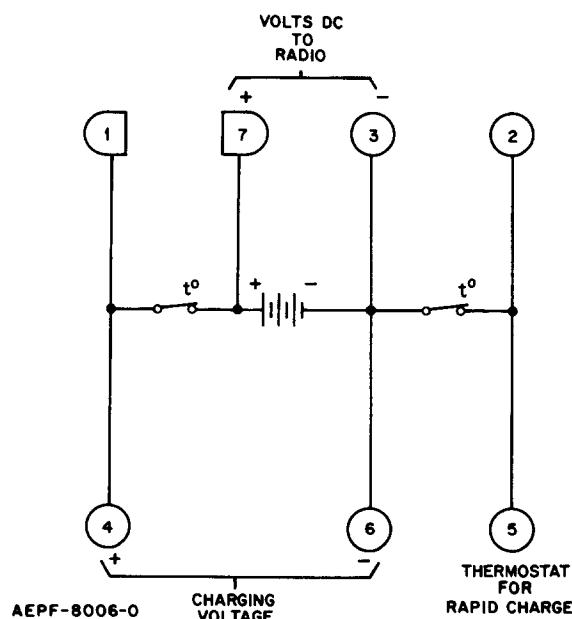 VOLTS DC
TO
RADIO
+ −
1 7 3 2
t° + − t°
4 6 5
+ −
CHARGING
VOLTAGE
THERMOSTAT
FOR
RAPID CHARGE
AEPF-8006-0